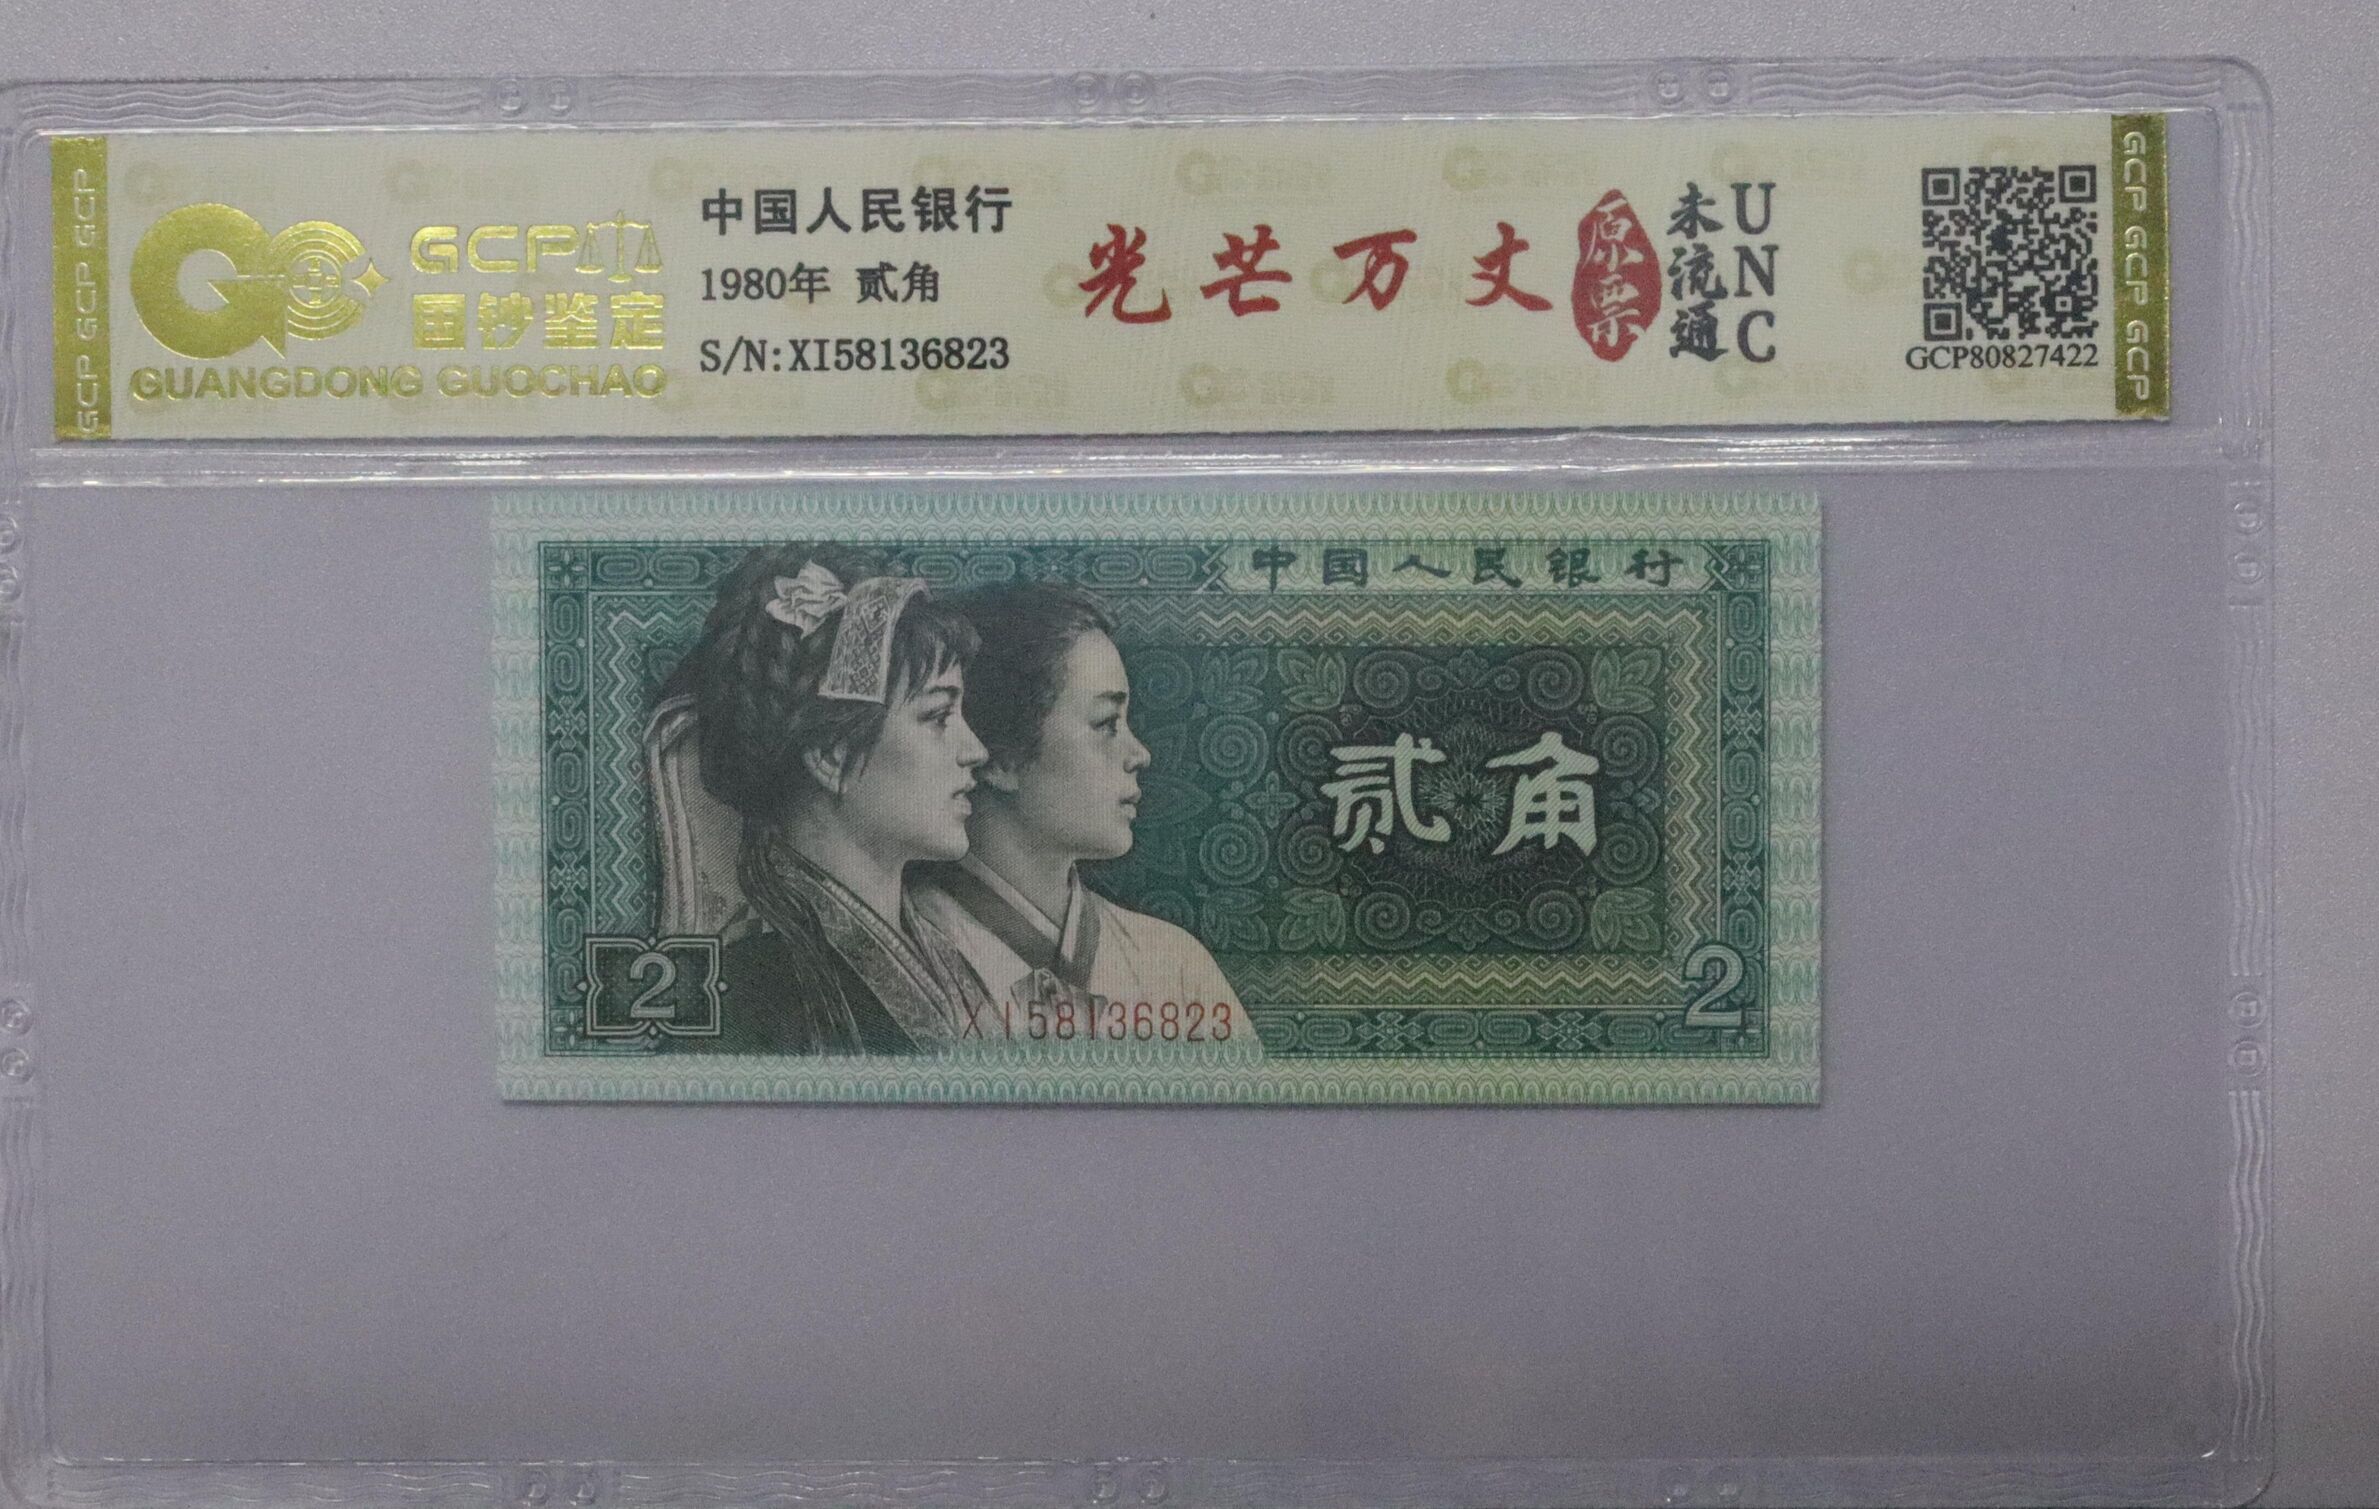 GCP GCP GCP
GCP
国钞鉴定
GUANGDONG GUOCHAO
中国人民银行
1980年 贰角
S/N:XI58136823
光芒万丈
原票
未流通
UNC
GCP80827422
GCP GCP GCP
中国人民银行
贰角
2
XI58136823
2